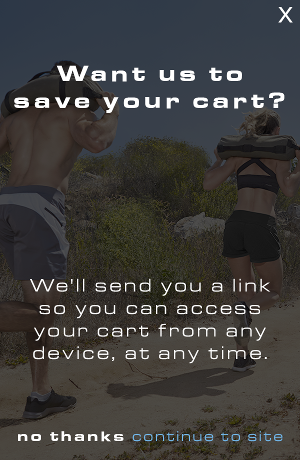 X
Want us to
save your cart?
We'll send you a link
so you can access
your cart from any
device, at any time.
no thanks continue to site